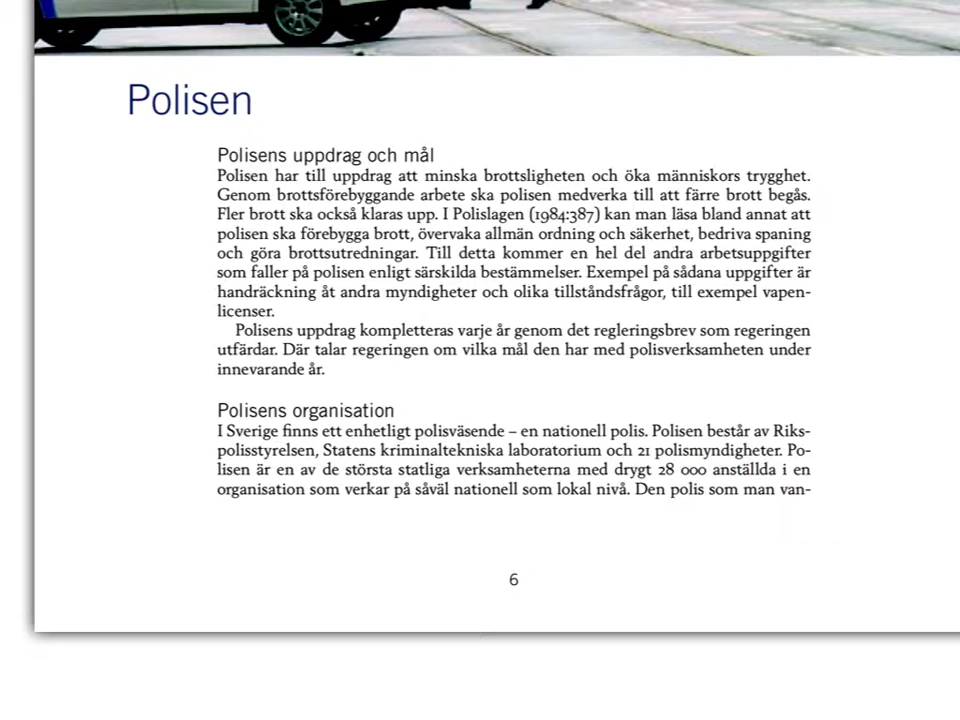 Polisen
Polisens uppdrag och mål
Polisen har till uppdrag att minska brottsligheten och öka människors trygghet.
Genom brottsförebyggande arbete ska polisen medverka till att färre brott begås.
Fler brott ska också klaras upp. I Polislagen (1984:387) kan man läsa bland annat att
polisen ska förebygga brott, övervaka allmän ordning och säkerhet, bedriva spaning
och göra brottsutredningar. Till detta kommer en hel del andra arbetsuppgifter
som faller på polisen enligt särskilda bestämmelser. Exempel på sådana uppgifter är
handräckning åt andra myndigheter och olika tillståndsfrågor, till exempel vapen-
licenser.
Polisens uppdrag kompletteras varje år genom det regleringsbrev som regeringen
utfärdar. Där talar regeringen om vilka mål den har med polisverksamheten under
innevarande år.
Polisens organisation
I Sverige finns ett enhetligt polisväsende – en nationell polis. Polisen består av Riks-
polisstyrelsen, Statens kriminaltekniska laboratorium och 21 polismyndigheter. Po-
lisen är en av de största statliga verksamheterna med drygt 28 000 anställda i en
organisation som verkar på såväl nationell som lokal nivå. Den polis som man van-
6